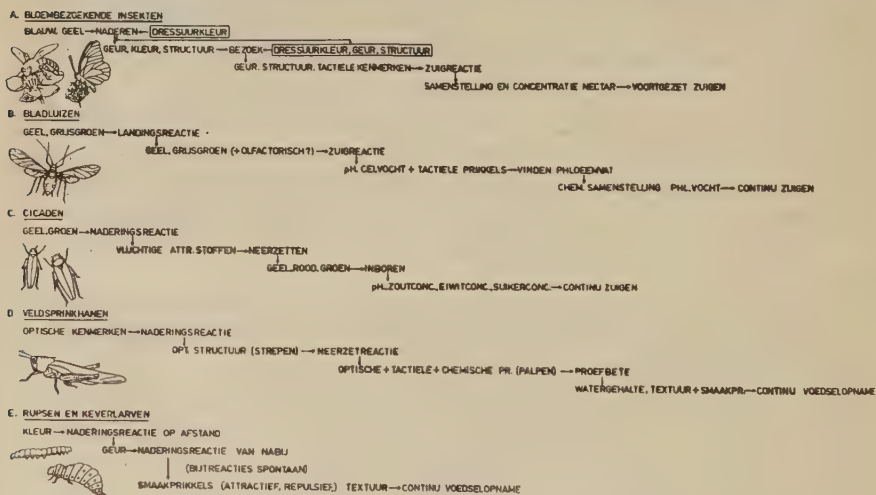 A. BLOEMBEZOEKENDE INSEKTEN
BLAUW, GEEL→NADEREN←DRESSUURKLEUR
GEUR, KLEUR, STRUCTUUR→BEZOEK←DRESSUURKLEUR, GEUR, STRUCTUUR
GEUR, STRUCTUUR, TACTIELE KENMERKEN→ZUIGREACTIE
SAMENSTELLING EN CONCENTRATIE NECTAR→VOORTGEZET ZUIGEN
B. BLADLUIZEN
GEEL, GRIJSGROEN→LANDINGSREACTIE
GEEL, GRIJSGROEN (+OLFACTORISCH?)→ZUIGREACTIE
pH. CELVOCHT + TACTIELE PRIKKELS→VINDEN PHLOEEMVAT
CHEM. SAMENSTELLING PHL. VOCHT→CONTINU ZUIGEN
C. CICADEN
GEEL, GROEN→NADERINGSREACTIE
VLUCHTIGE ATTR. STOFFEN→NEERZETTEN
GEEL, ROOD, GROEN→INBOREN
pH., ZOUTCONC., EIWITCONC., SUIKERCONC.→CONTINU ZUIGEN
D VELDSPRINKHANEN
OPTISCHE KENMERKEN→NADERINGSREACTIE
OPT. STRUCTUUR (STREPEN)→NEERZETREACTIE
OPTISCHE + TACTIELE + CHEMISCHE PR. (PALPEN)→PROEFBETE
WATERGEHALTE, TEXTUUR + SMAAKPR.→CONTINU VOEDSELOPNAME
E. RUPSEN EN KEVERLARVEN
KLEUR→NADERINGSREACTIE OP AFSTAND
GEUR→NADERINGSREACTIE VAN NABIJ
(BIJTREACTIES SPONTAAN)
SMAAKPRIKKELS (ATTRACTIEF, REPULSIEF,) TEXTUUR→CONTINU VOEDSELOPNAME